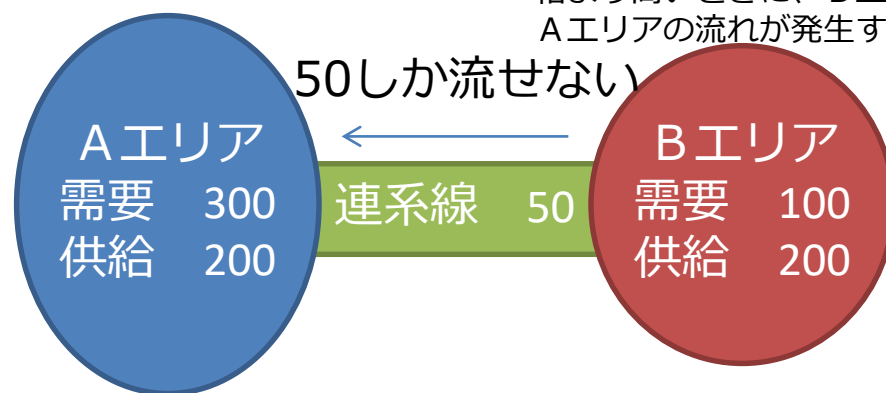 Aエリアの流れが発生す
50しか流せない
Aエリア
需要 300
供給 200
連系線 50
Bエリア
需要 100
供給 200